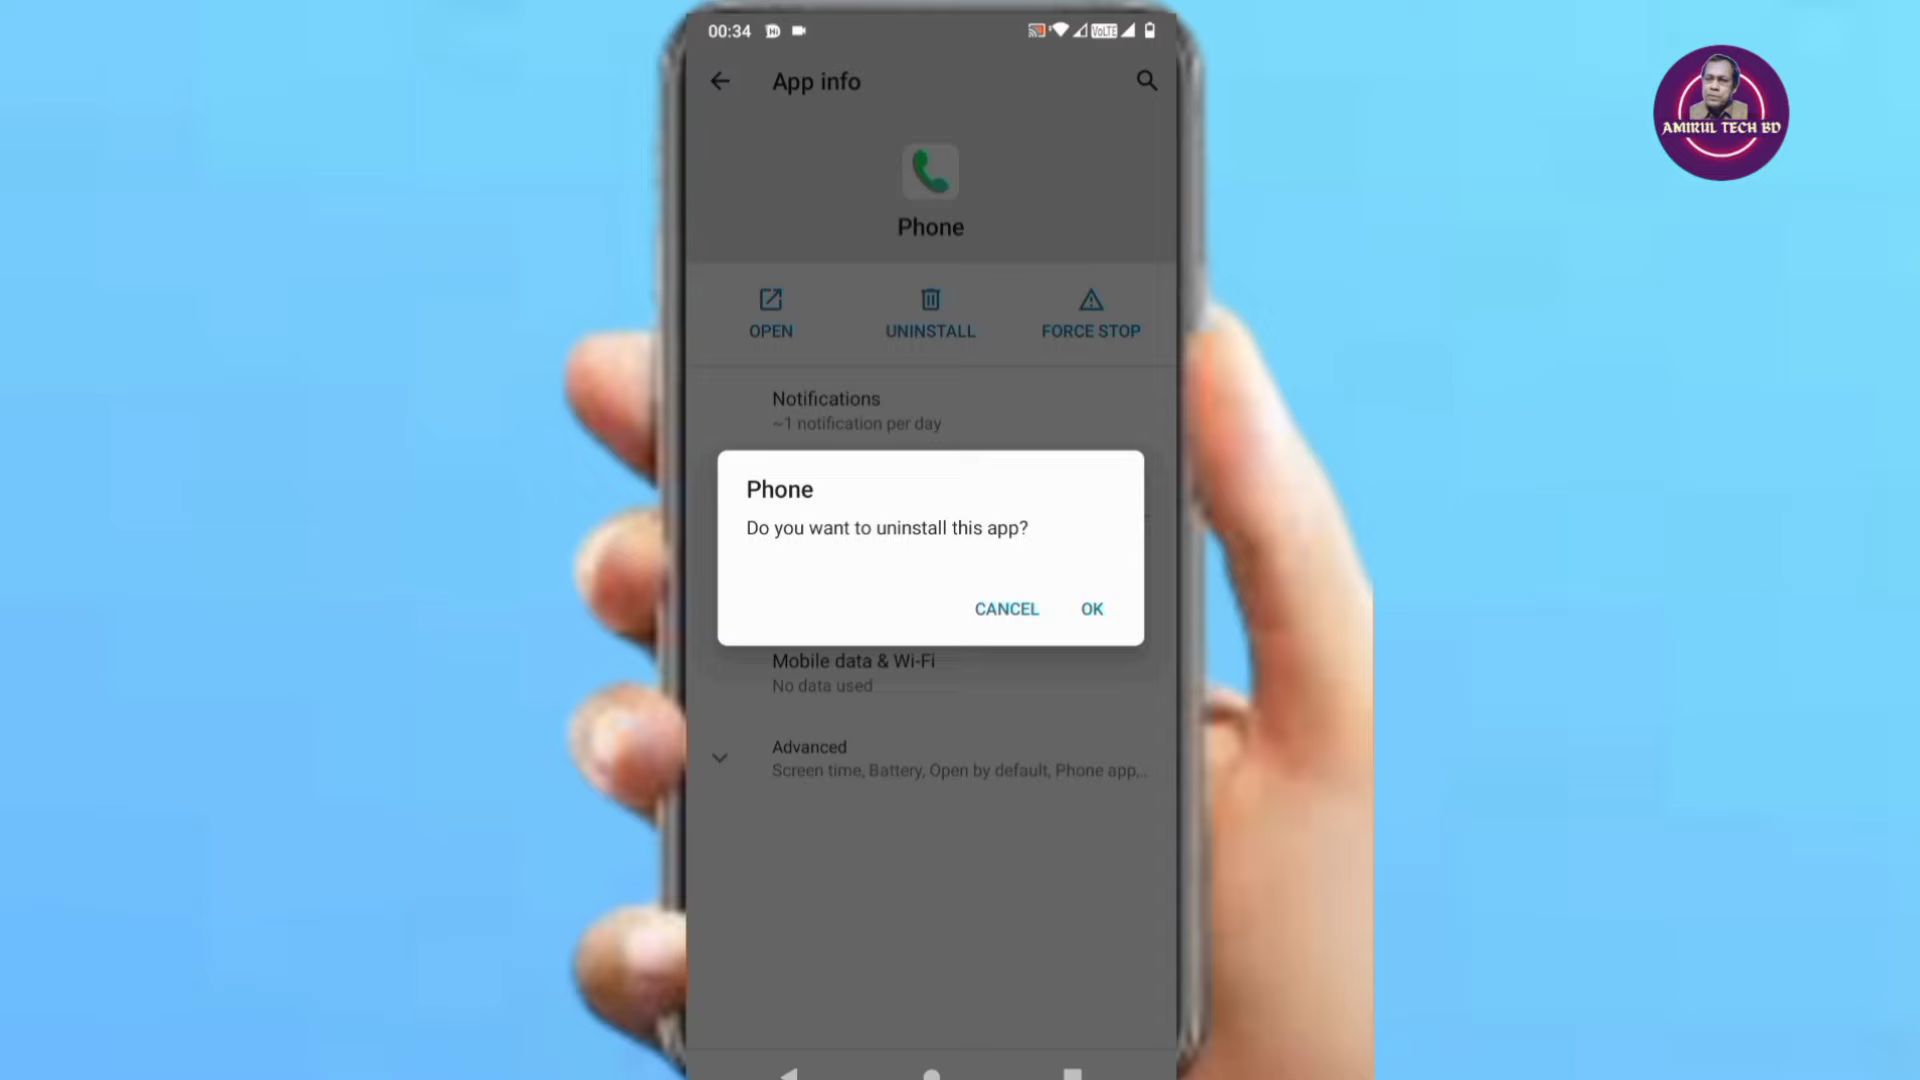 00:34
VoLTE
App info
AMIRUL TECH BD
Phone
OPEN
UNINSTALL
FORCE STOP
Notifications
~1 notification per day
Phone
Do you want to uninstall this app?
CANCEL
OK
Mobile data & Wi-Fi
No data used
Advanced
Screen time, Battery, Open by default, Phone app,...